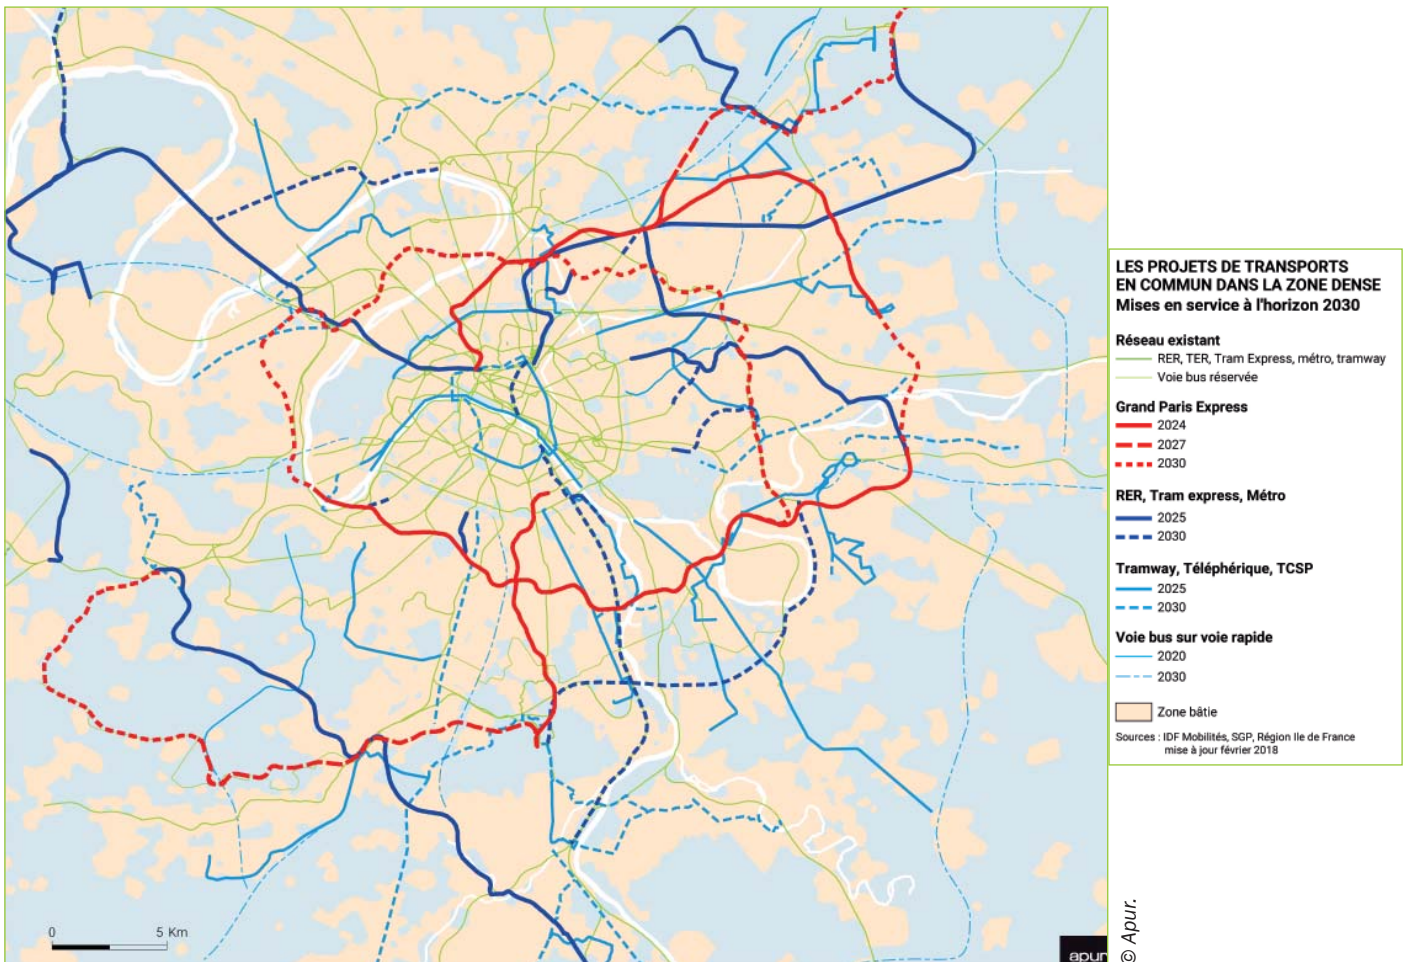 LES PROJETS DE TRANSPORTS
EN COMMUN DANS LA ZONE DENSE
Mises en service à l'horizon 2030
Réseau existant
RER, TER, Tram Express, métro, tramway
Voie bus réservée
Grand Paris Express
2024
2027
2030
RER, Tram express, Métro
2025
2030
Tramway, Téléphérique, TCSP
2025
2030
Voie bus sur voie rapide
2020
2030
Zone bâtie
Sources : IDF Mobilités, SGP, Région Ile de France
mise à jour février 2018
0 5 Km
apur
© Apur.